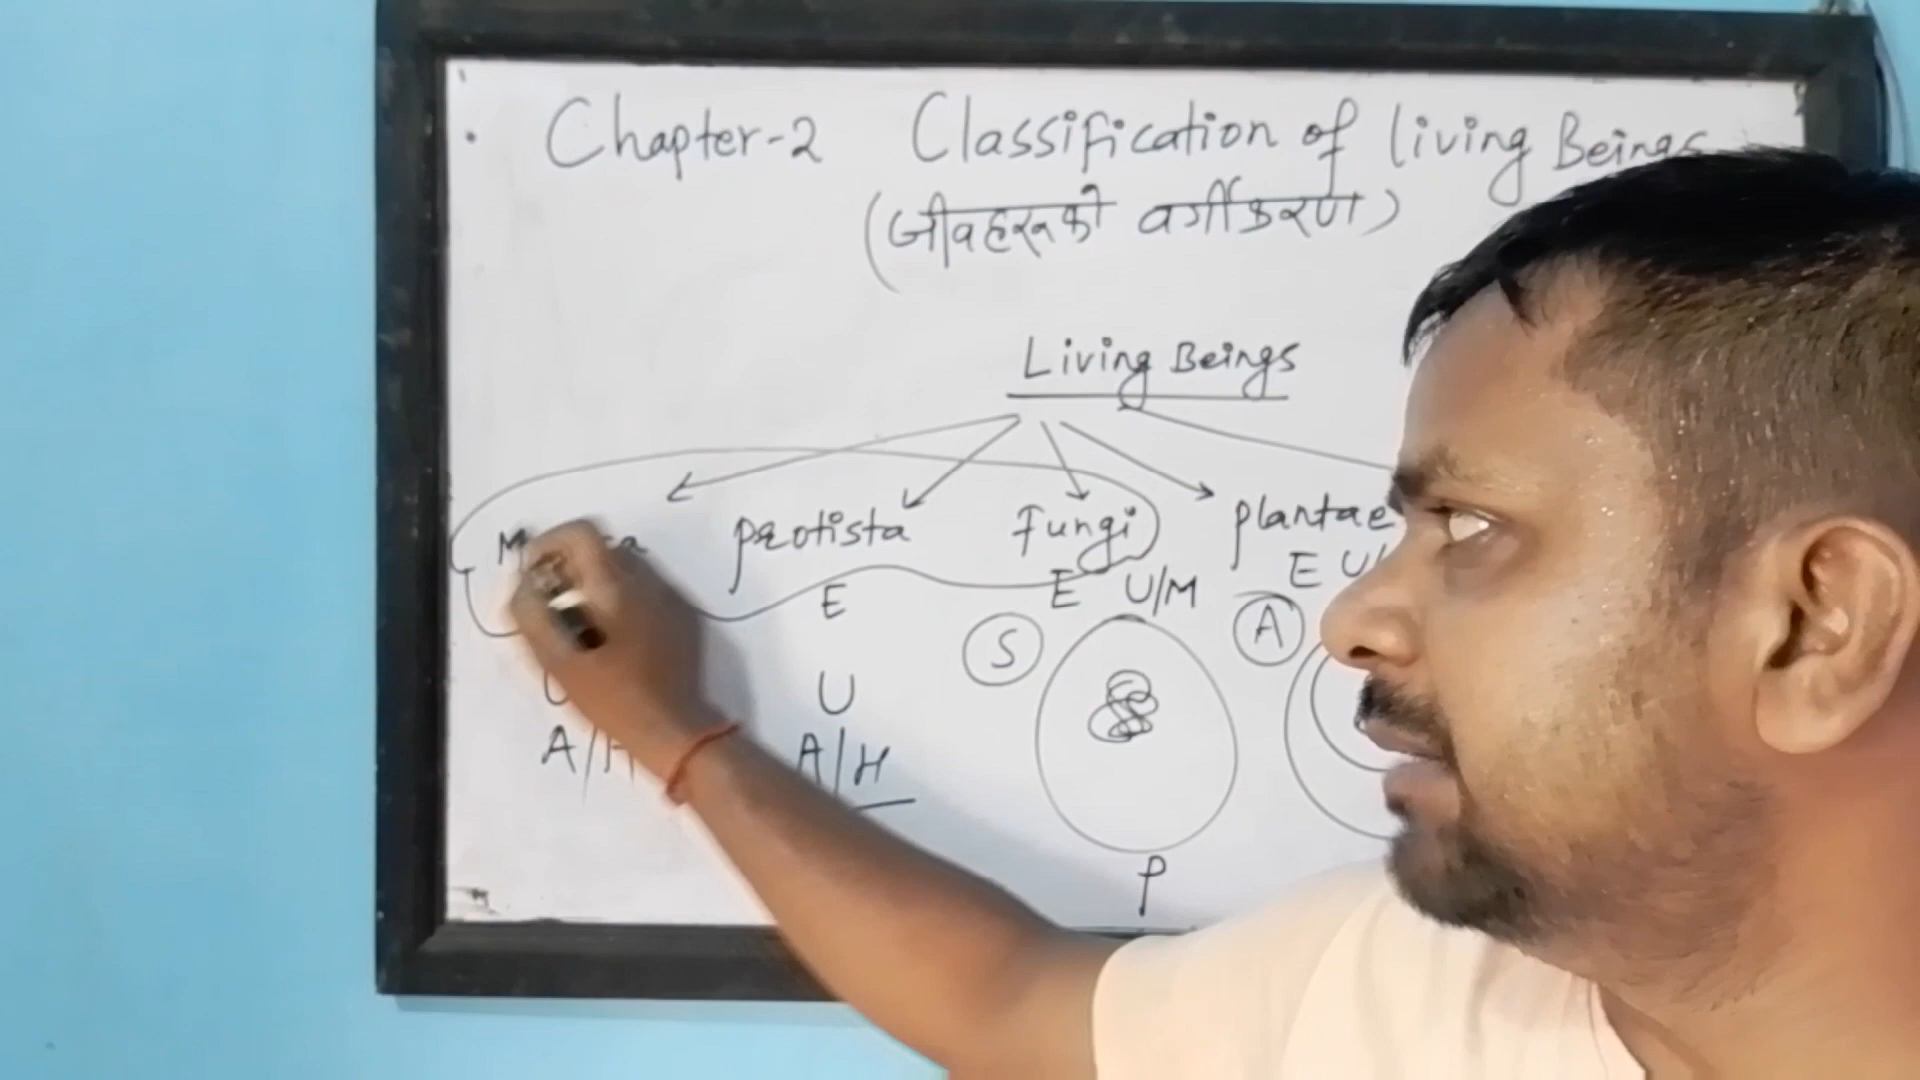 Chapter-2 Classification of living Beings
(जीवहरूको वर्गीकरण)
Living Beings
protista Fungi plantae
E E U/M E
S A
U U
A/H A/H
P